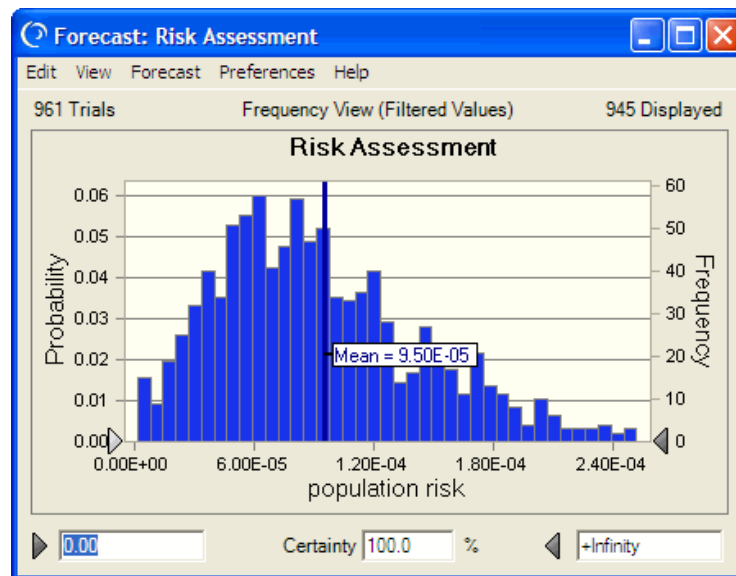 Forecast: Risk Assessment
Edit View Forecast Preferences Help
961 Trials Frequency View (Filtered Values) 945 Displayed
Risk Assessment
0.06 60
0.05 50
0.04 40
0.03 30
Probability Frequency
Mean = 9.50E-05
0.02 20
0.01 10
0.00 0
0.00E+00 6.00E-05 1.20E-04 1.80E-04 2.40E-04
population risk
0.00 Certainty 100.0 % +Infinity